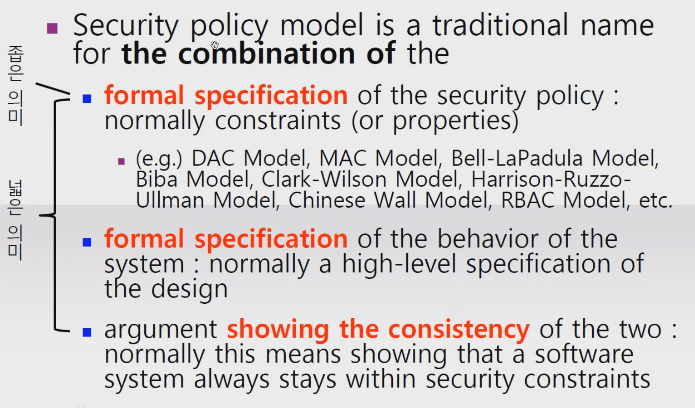 Security policy model is a traditional name
for the combination of the
좁은 의미
formal specification of the security policy :
normally constraints (or properties)
(e.g.) DAC Model, MAC Model, Bell-LaPadula Model,
Biba Model, Clark-Wilson Model, Harrison-Ruzzo-
Ullman Model, Chinese Wall Model, RBAC Model, etc.
넓은 의미
formal specification of the behavior of the
system : normally a high-level specification of
the design
argument showing the consistency of the two :
normally this means showing that a software
system always stays within security constraints